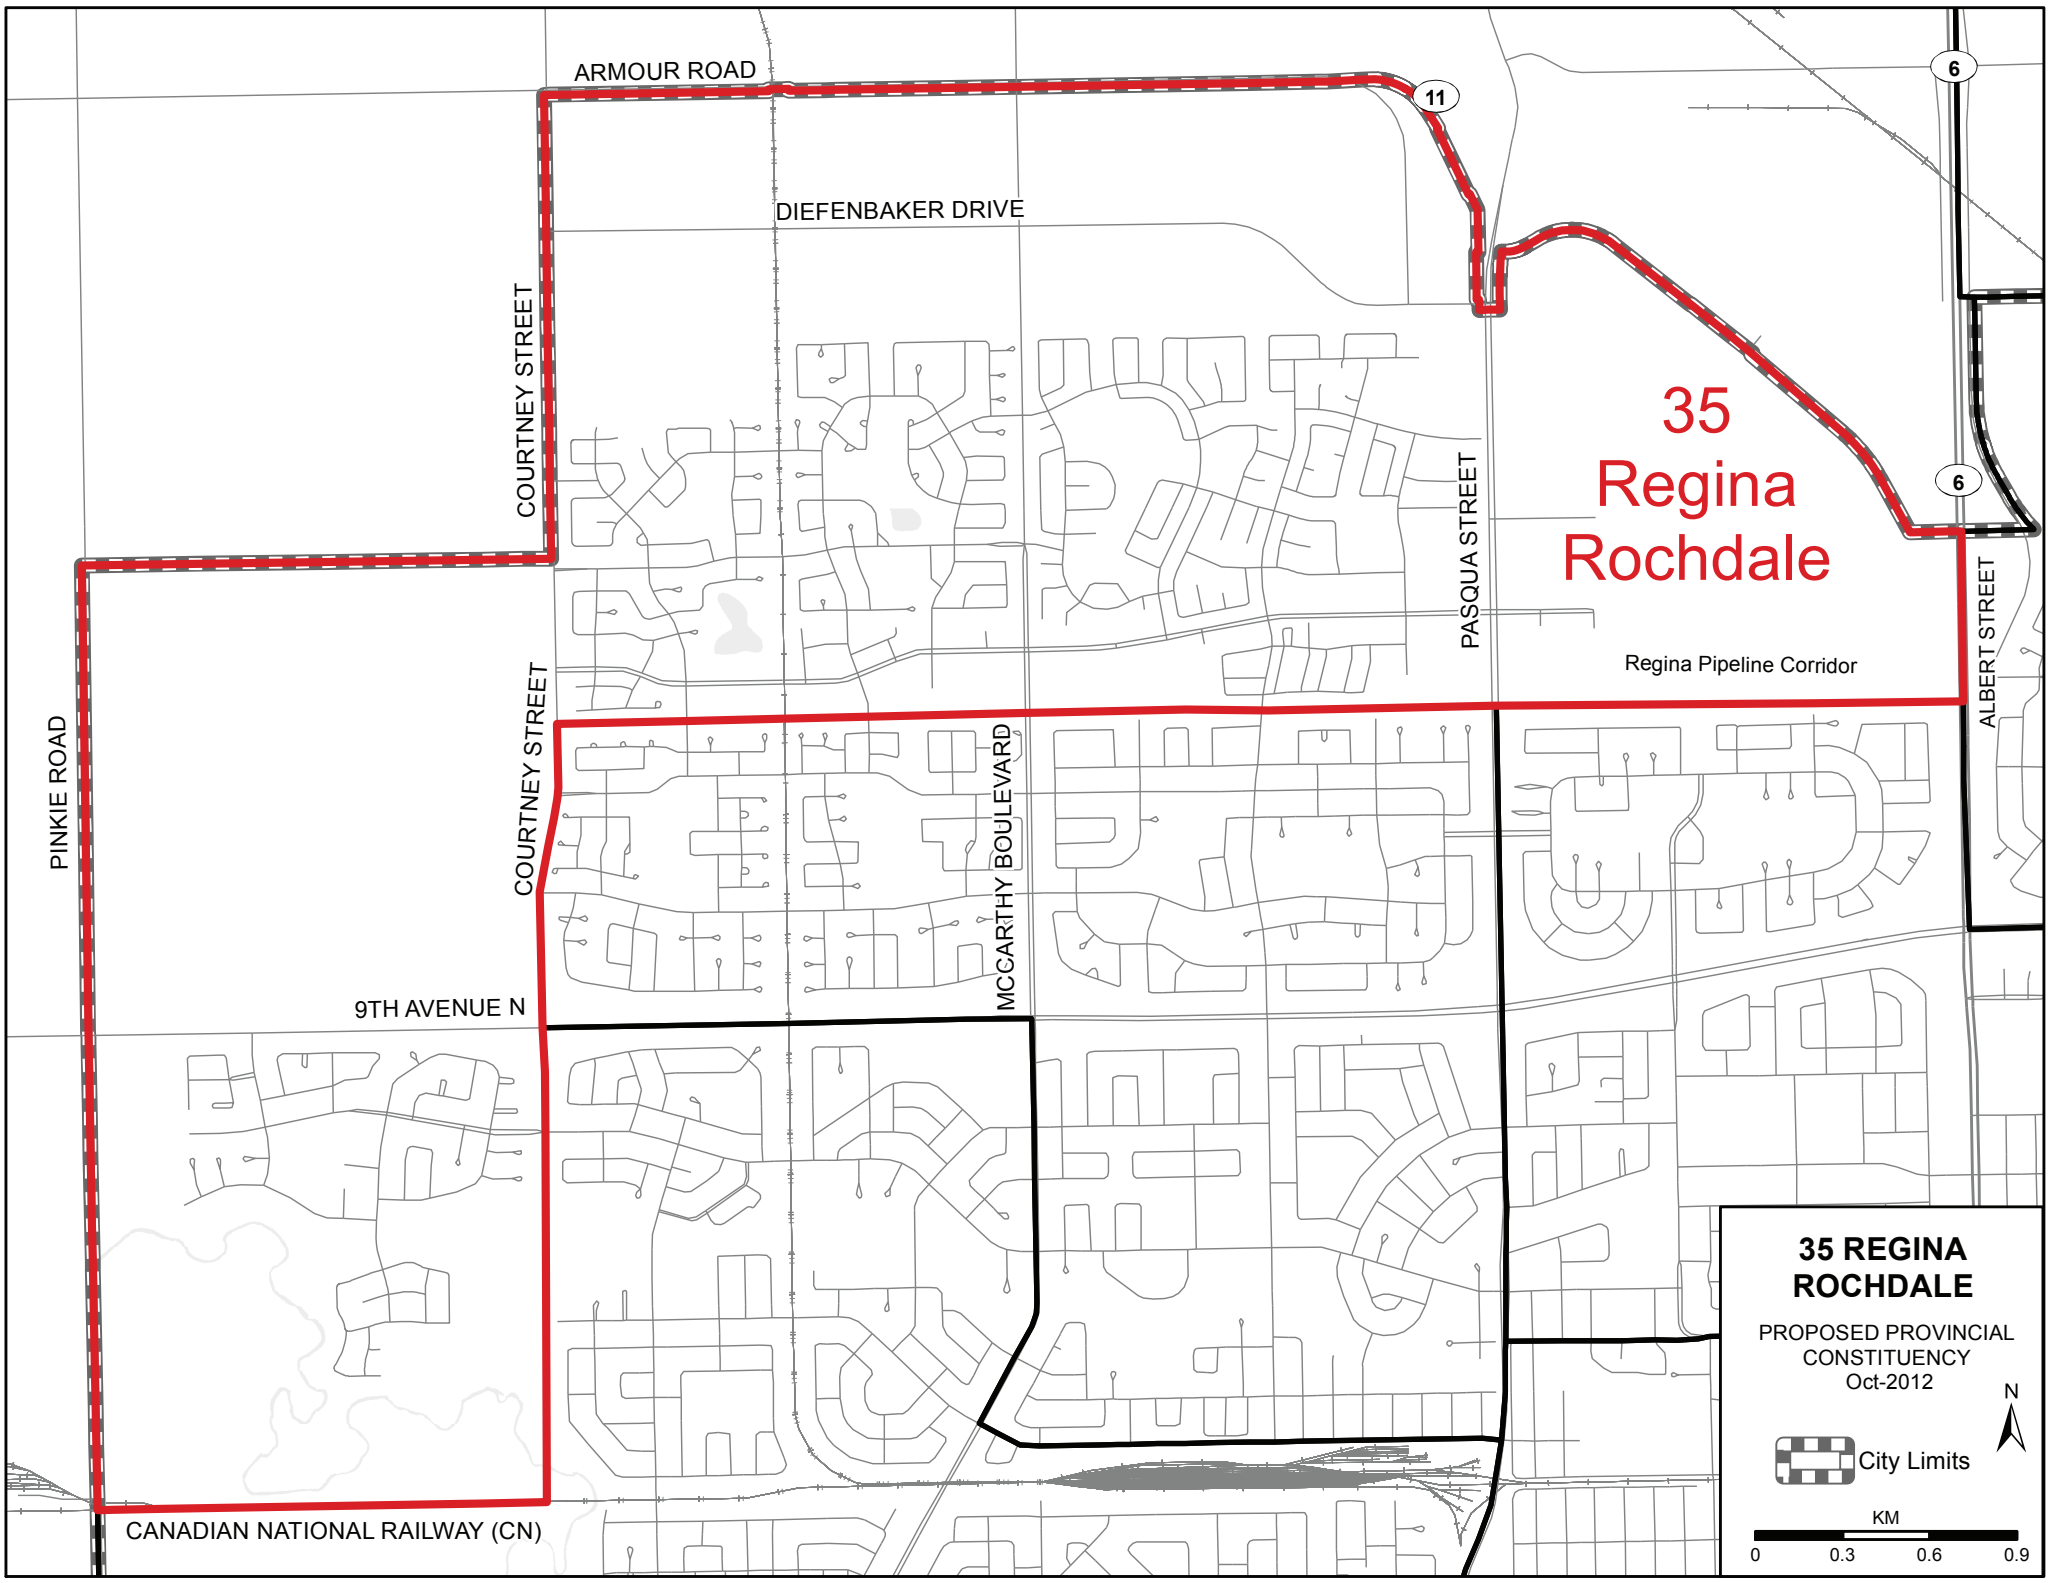 ARMOUR ROAD
6
11
DIEFENBAKER DRIVE
COURTNEY STREET
35
Regina
Rochdale
PASQUA STREET
6
ALBERT STREET
Regina Pipeline Corridor
COURTNEY STREET
PINKIE ROAD
MCCARTHY BOULEVARD
9TH AVENUE N
CANADIAN NATIONAL RAILWAY (CN)
35 REGINA
ROCHDALE
PROPOSED PROVINCIAL
CONSTITUENCY
Oct-2012
N
City Limits
KM
0 0.3 0.6 0.9